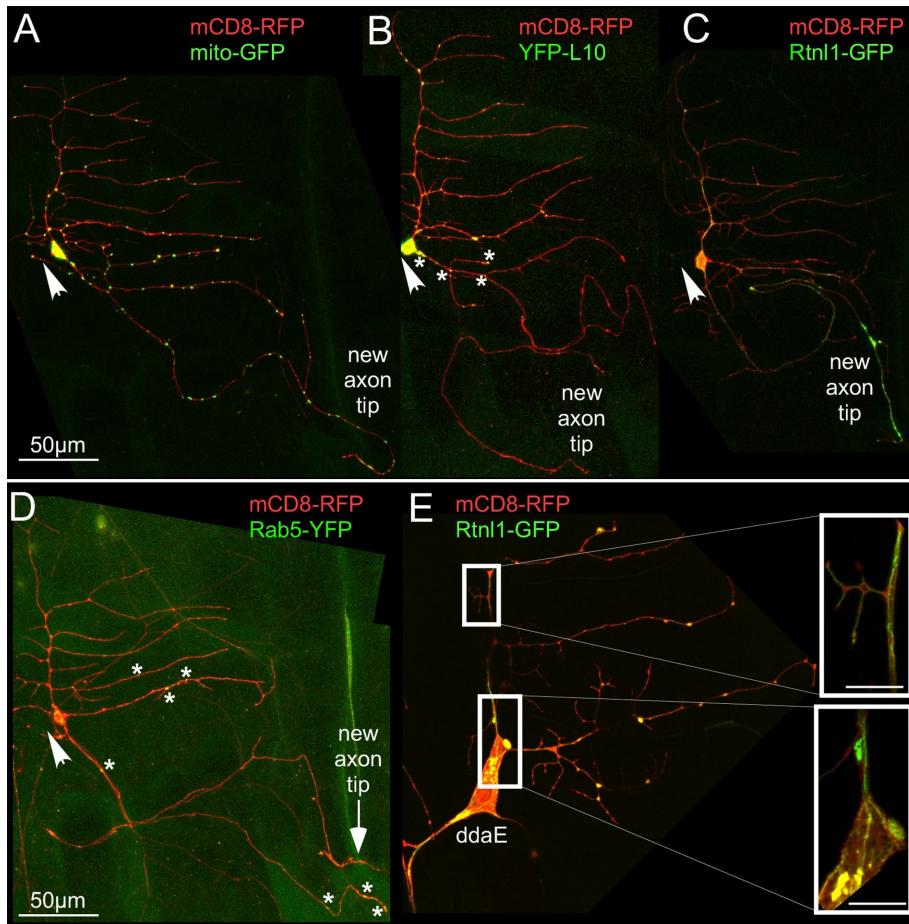 A
mCD8-RFP
mito-GFP
new
axon
tip
50µm
B
mCD8-RFP
YFP-L10
*
*
*
*
new
axon
tip
C
mCD8-RFP
Rtnl1-GFP
new
axon
tip
D
mCD8-RFP
Rab5-YFP
*
*
*
*
new
axon
tip
*
*
*
50µm
E
mCD8-RFP
Rtnl1-GFP
ddaE